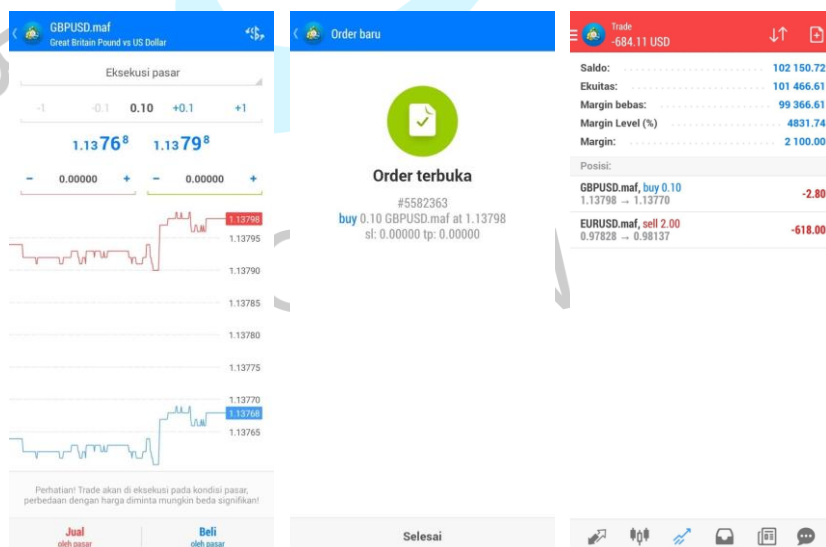 GBPUSD.maf
Great Britain Pound vs US Dollar
Eksekusi pasar
-1 -0.1 0.10 +0.1 +1
1.13768 1.13798
- 0.00000 + - 0.00000 +
1.13798
1.13795
1.13790
1.13785
1.13780
1.13775
1.13770
1.13768
1.13765
Perhatian! Trade akan di eksekusi pada kondisi pasar,
perbedaan dengan harga diminta mungkin beda signifikan!
Jual
oleh pasar
Beli
oleh pasar
Order baru
Order terbuka
#5582363
buy 0.10 GBPUSD.maf at 1.13798
sl: 0.00000 tp: 0.00000
Selesai
Trade
-684.11 USD
Saldo: 102 150.72
Ekuitas: 101 466.61
Margin bebas: 99 366.61
Margin Level (%) 4831.74
Margin: 2 100.00
Posisi:
GBPUSD.maf, buy 0.10
1.13798 → 1.13770
-2.80
EURUSD.maf, sell 2.00
0.97828 → 0.98137
-618.00